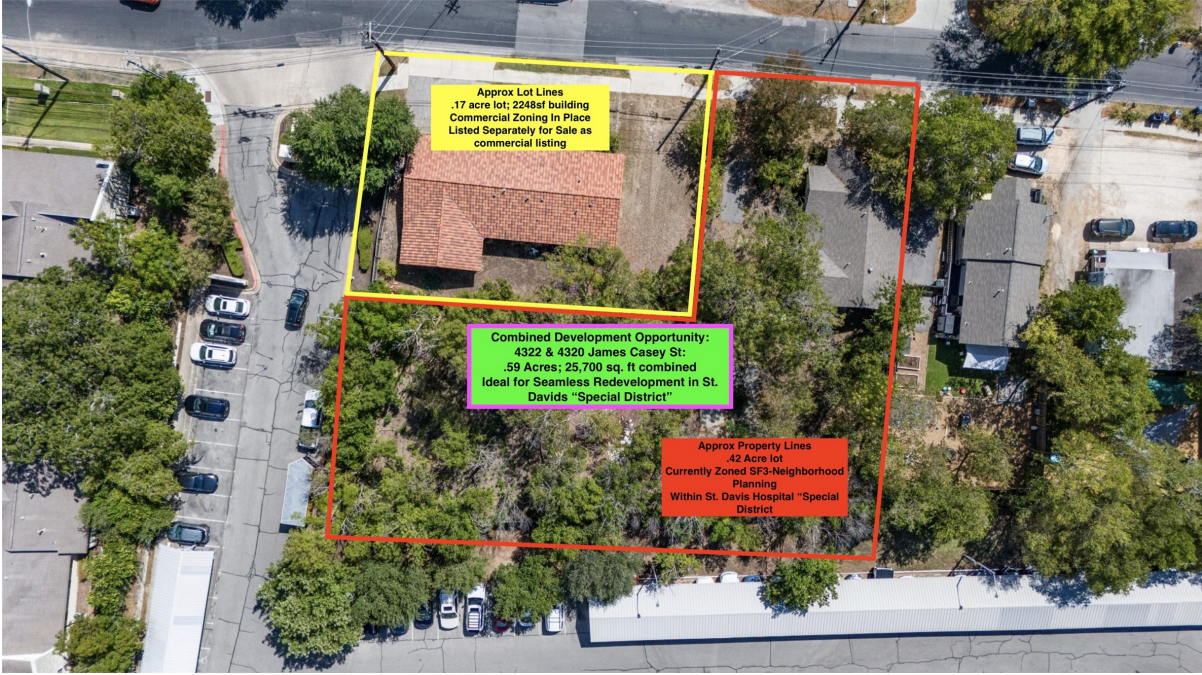 Approx Lot Lines
.17 acre lot; 2248sf building
Commercial Zoning In Place
Listed Separately for Sale as
commercial listing
Combined Development Opportunity:
4322 & 4320 James Casey St:
.59 Acres; 25,700 sq. ft combined
Ideal for Seamless Redevelopment in St.
Davids “Special District”
Approx Property Lines
.42 Acre lot
Currently Zoned SF3-Neighborhood
Planning
Within St. Davis Hospital “Special
District